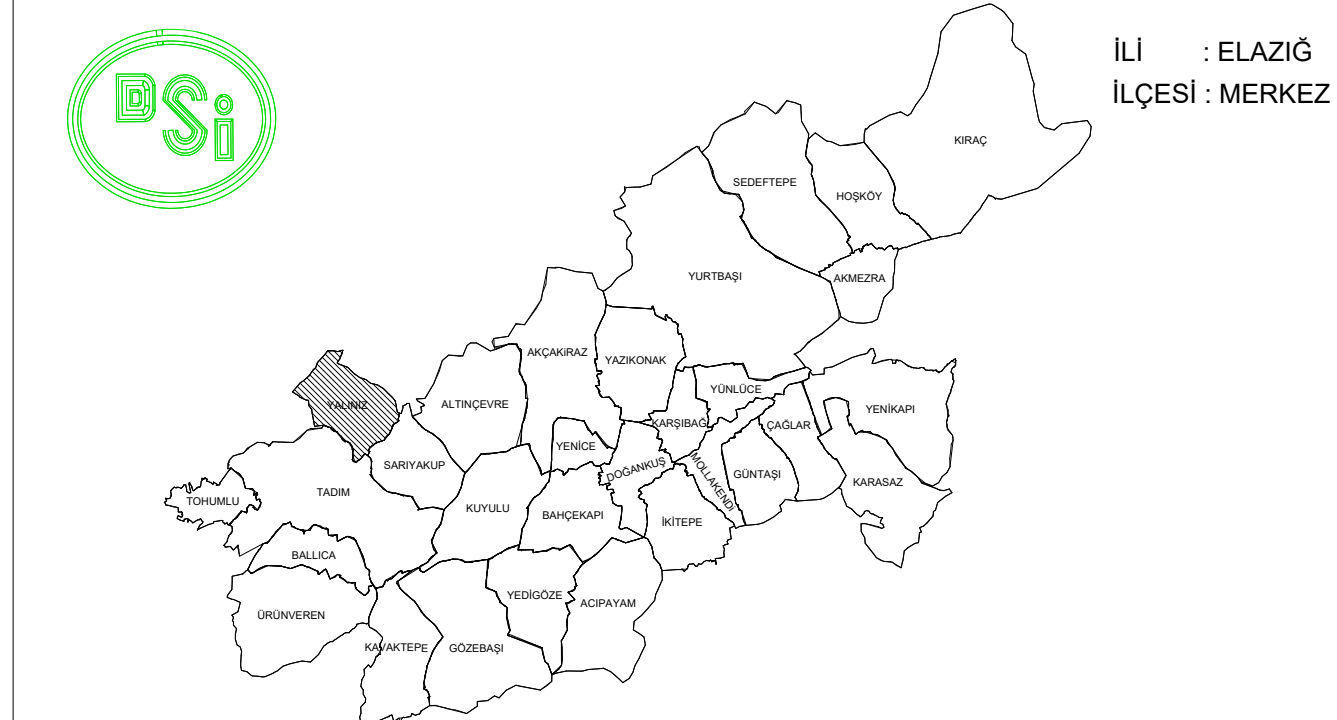 İLİ : ELAZIĞ
İLÇESİ : MERKEZ
DSi
KIRAÇ
SEDEFTEPE
HOŞKÖY
YURTBAŞI
AKMEZRA
AKÇAKiRAZ
YAZIKONAK
YALINIZ
ALTINÇEVRE
YÜNLÜCE
YENİKAPI
KARŞIBAĞ
ÇAĞLAR
YENİCE
SARIYAKUP
DOĞANKUŞ
MOLLAKENDİ
GÜNTAŞI
KARASAZ
TOHUMLU
TADIM
KUYULU
BAHÇEKAPI
İKİTEPE
BALLICA
YEDİGÖZE
ACIPAYAM
ÜRÜNVEREN
KAVAKTEPE
GÖZEBAŞI